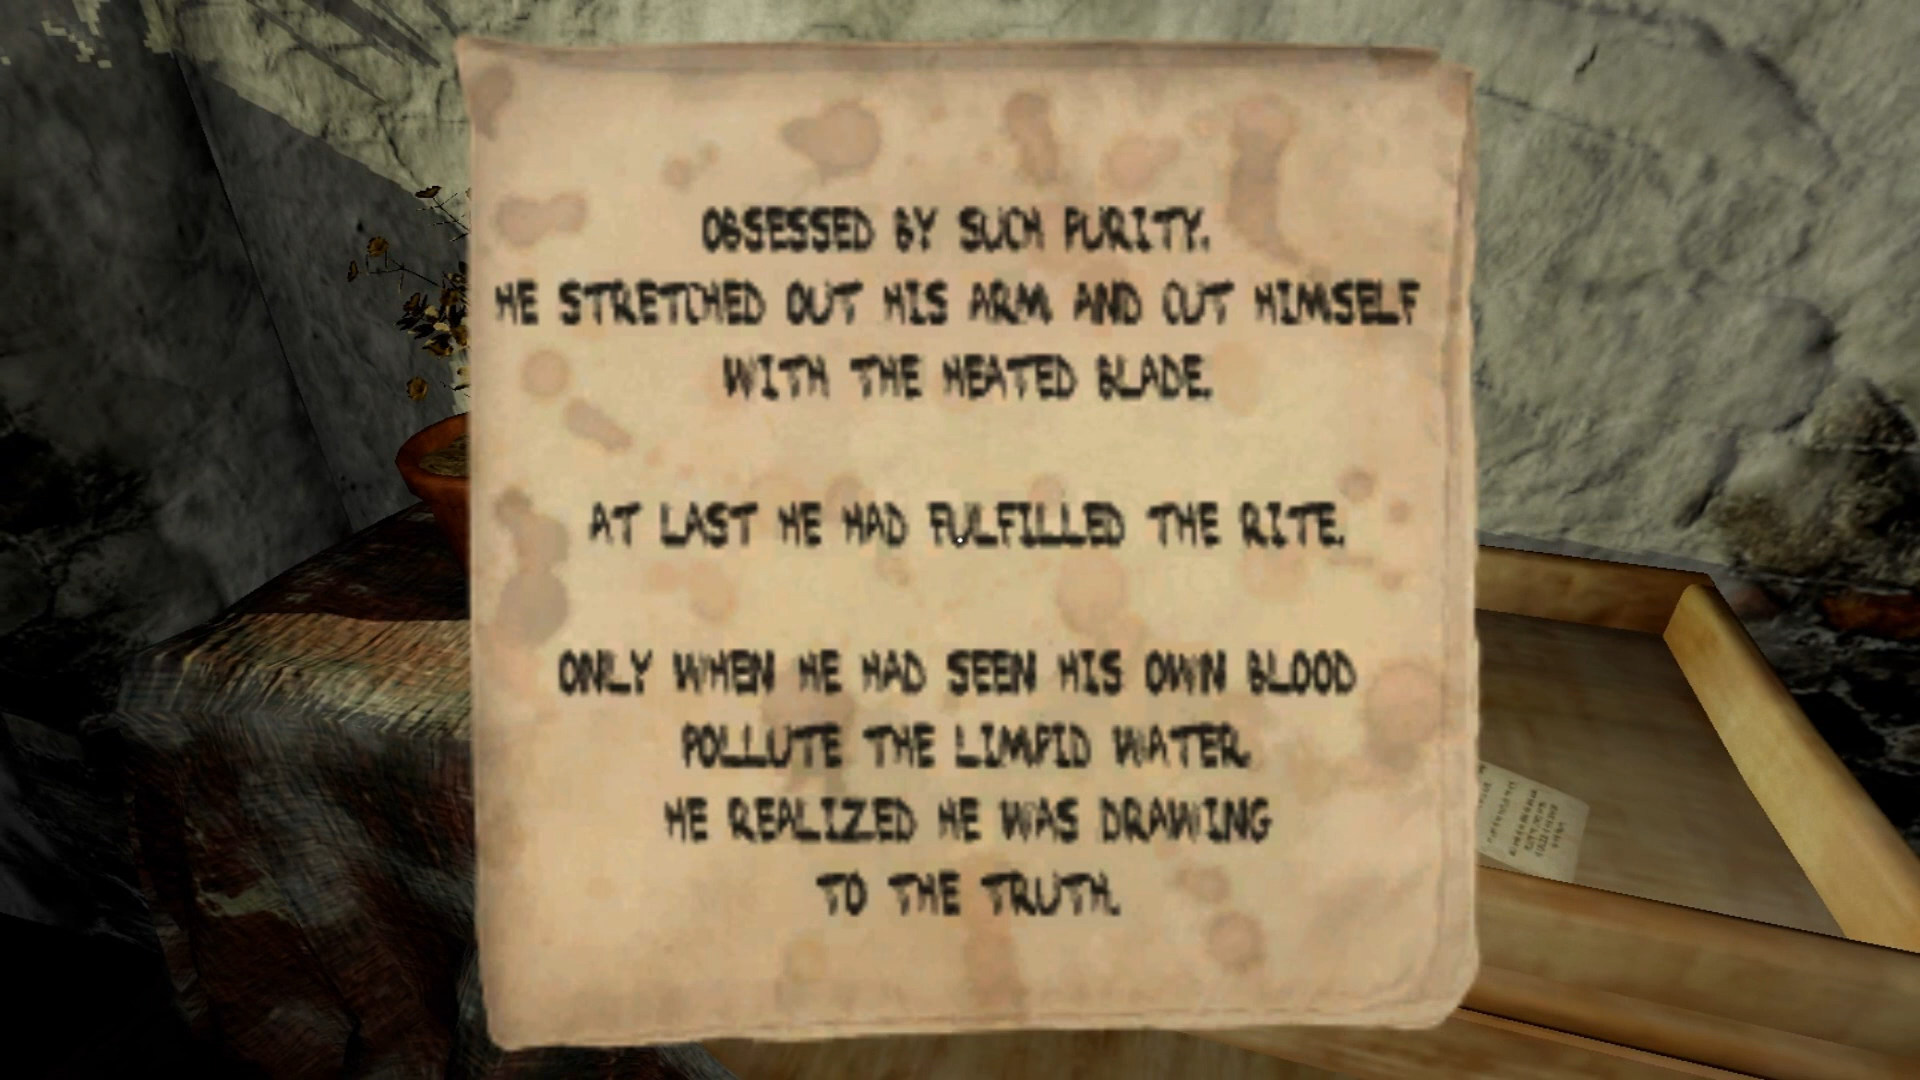 OBSESSED BY SUCH PURITY,
HE STRETCHED OUT HIS ARM AND CUT HIMSELF
WITH THE HEATED BLADE.
AT LAST HE HAD FULFILLED THE RITE.
ONLY WHEN HE HAD SEEN HIS OWN BLOOD
POLLUTE THE LIMPID WATER,
HE REALIZED HE WAS DRAWING
TO THE TRUTH.